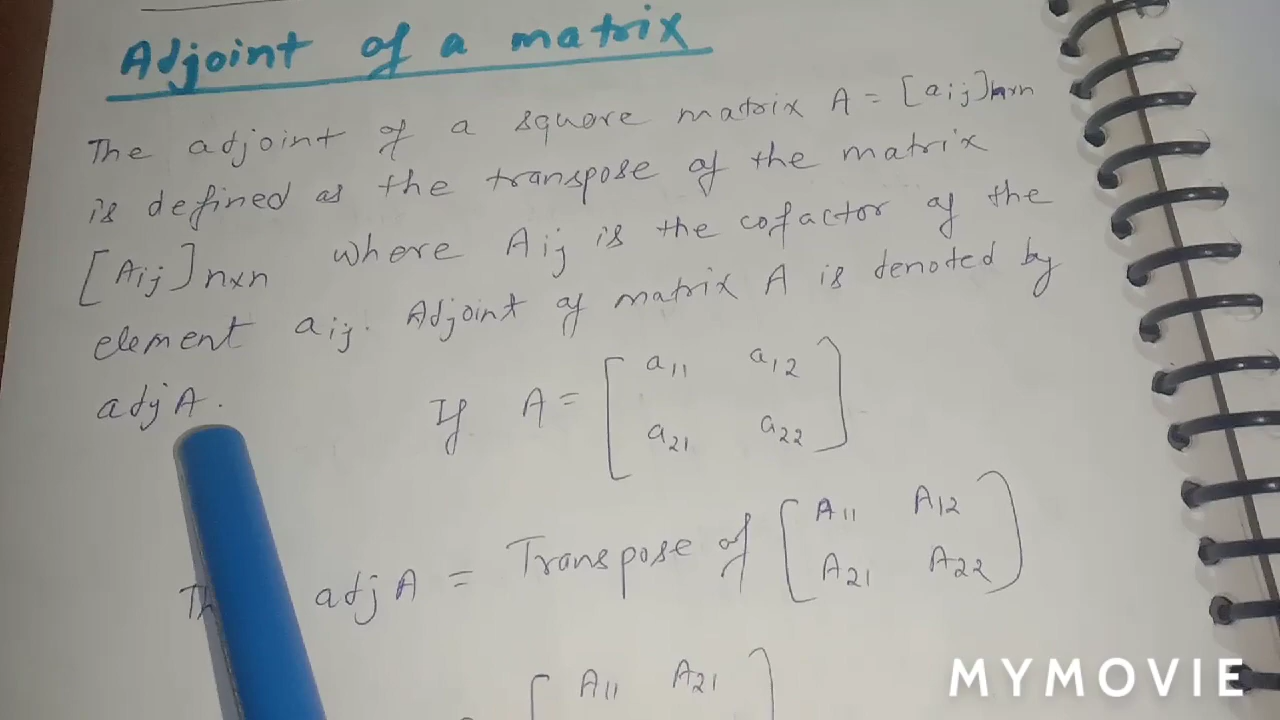 Adjoint of a matrix
The adjoint of a square matrix A = [aij]nxn
is defined as the transpose of the matrix
[Aij]nxn where Aij is the cofactor of the
element aij. Adjoint of matrix A is denoted by
adj A.
If A = [a11 a12
a21 a22]
adj A = Transpose of [A11 A12
A21 A22]
[A11 A21]
MYMOVIE